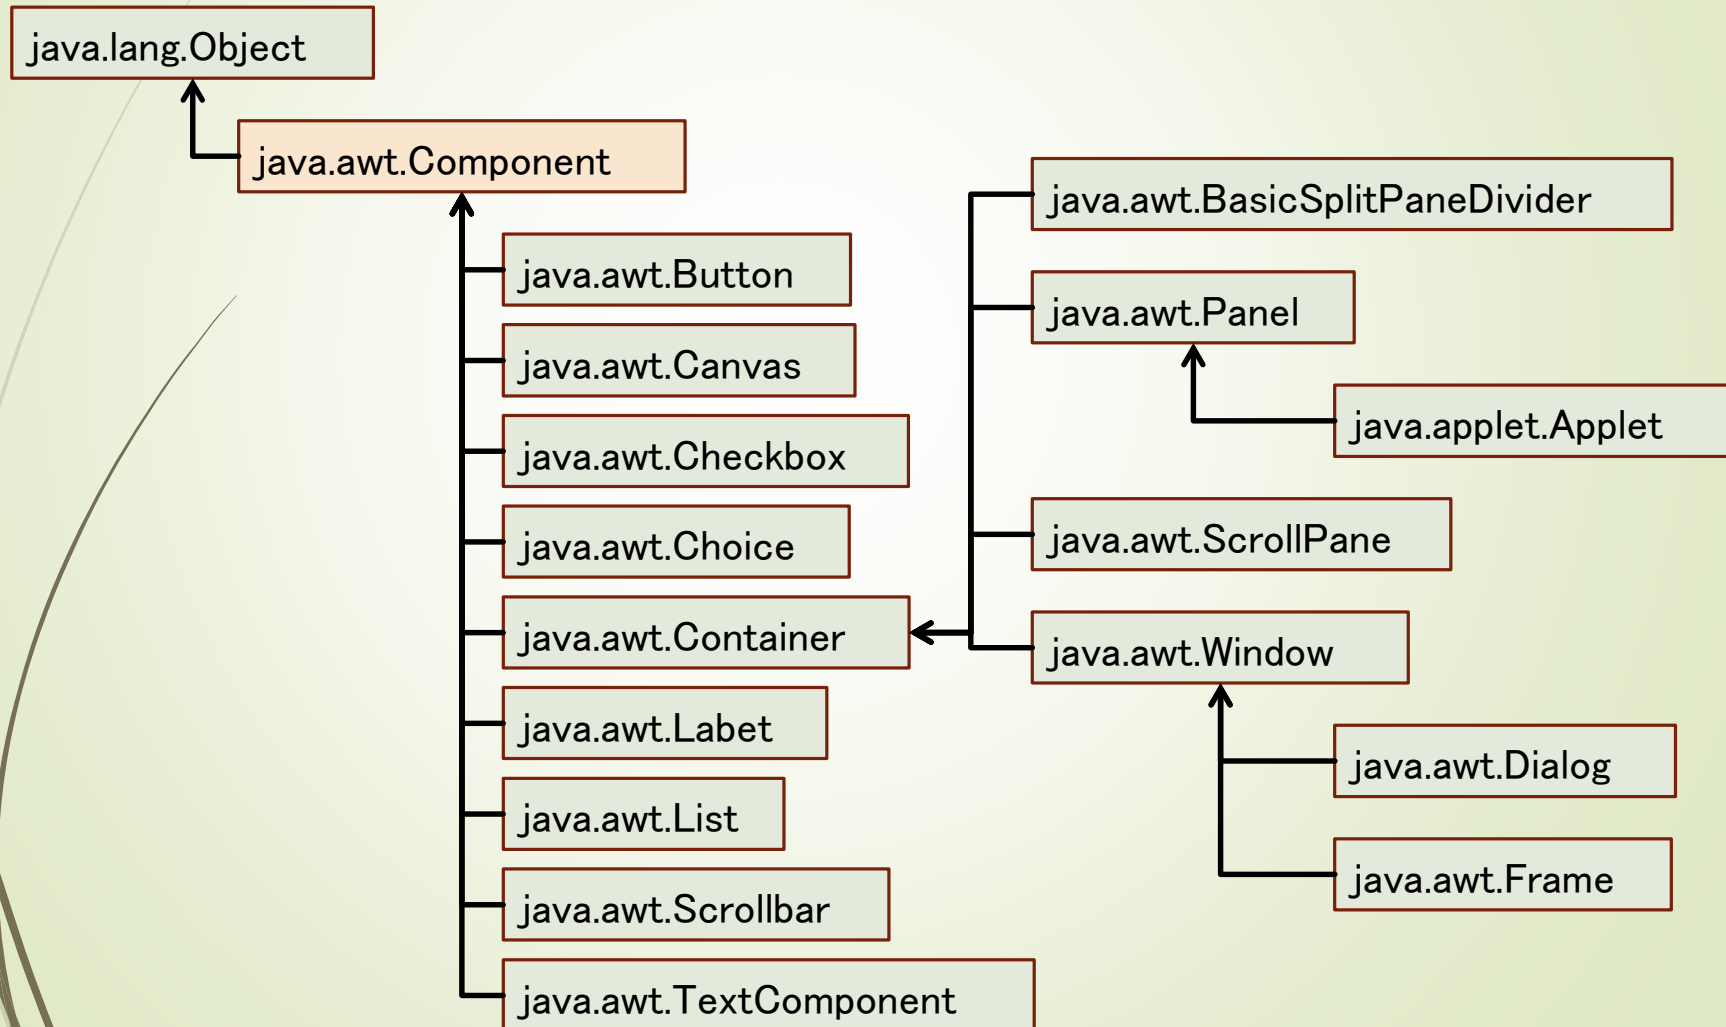 java.lang.Object
java.awt.Component
java.awt.Button
java.awt.Canvas
java.awt.Checkbox
java.awt.Choice
java.awt.Container
java.awt.Labet
java.awt.List
java.awt.Scrollbar
java.awt.TextComponent
java.awt.BasicSplitPaneDivider
java.awt.Panel
java.applet.Applet
java.awt.ScrollPane
java.awt.Window
java.awt.Dialog
java.awt.Frame